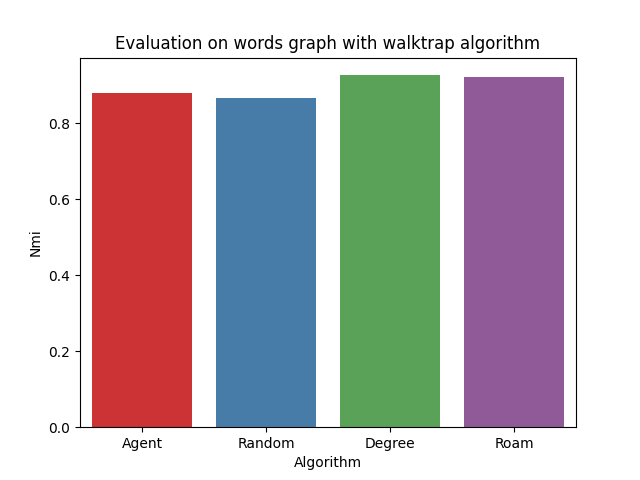 Evaluation on words graph with walktrap algorithm
0.8
0.6
0.4
0.2
0.0
Nmi
Agent Random Degree Roam
Algorithm